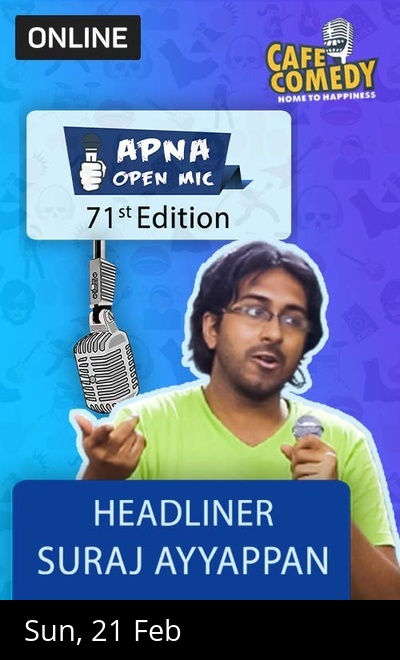 ONLINE
CAFE
COMEDY
HOME TO HAPPINESS
APNA
OPEN MIC
71st Edition
HEADLINER
SURAJ AYYAPPAN
Sun, 21 Feb